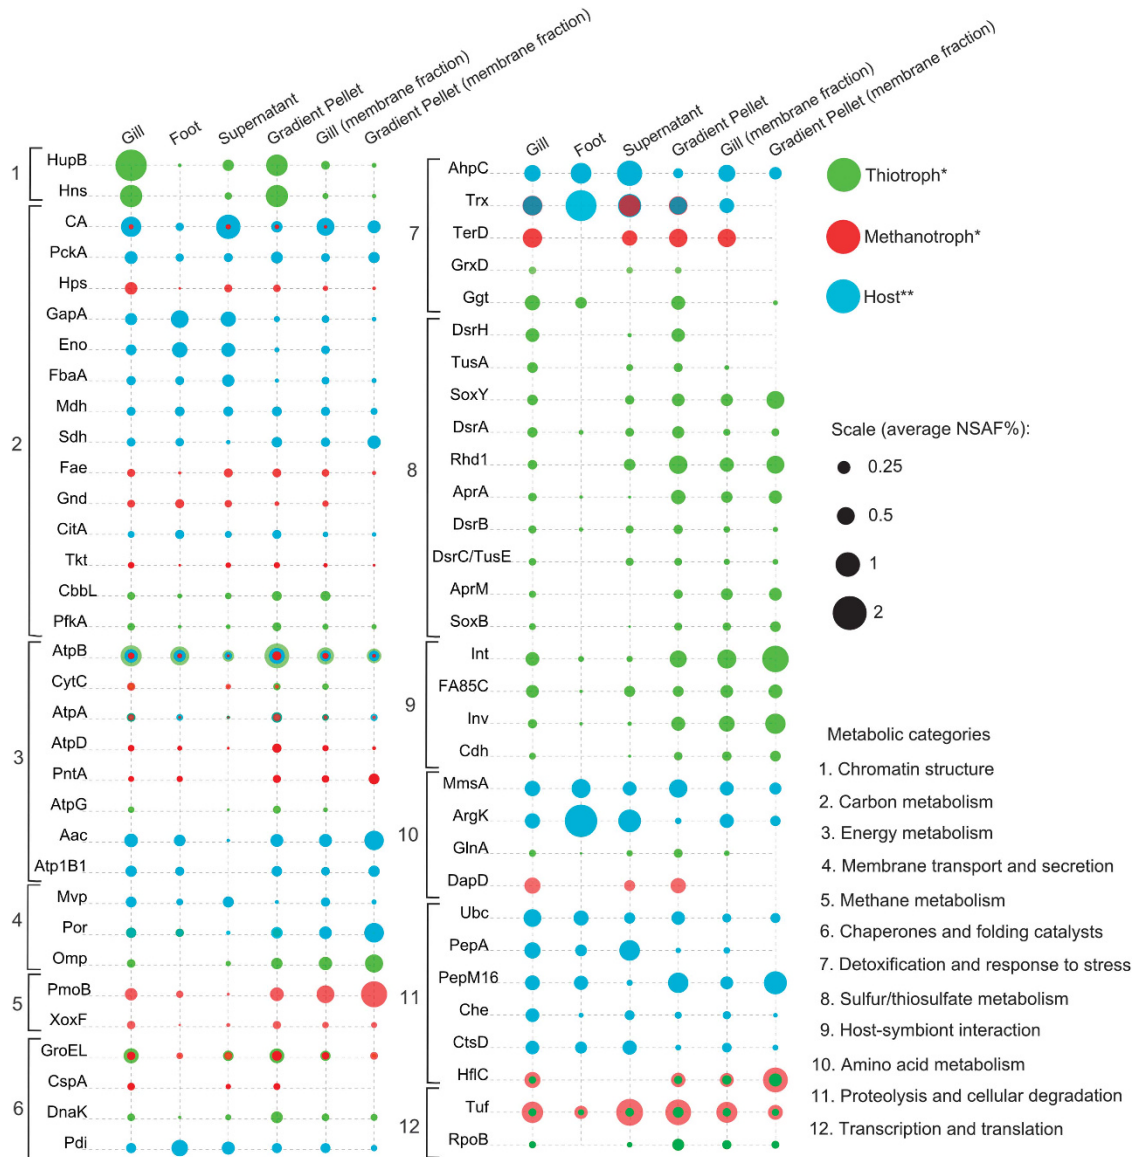 Gill
Foot
Supernatant
Gradient Pellet
Gill (membrane fraction)
Gradient Pellet (membrane fraction)
1
HupB
Hns
2
CA
PckA
Hps
GapA
Eno
FbaA
Mdh
Sdh
Fae
Gnd
CitA
Tkt
CbbL
PfkA
3
AtpB
CytC
AtpA
AtpD
PntA
AtpG
Aac
Atp1B1
4
Mvp
Por
Omp
5
PmoB
XoxF
6
GroEL
CspA
DnaK
Pdi
Gill
Foot
Supernatant
Gradient Pellet
Gill (membrane fraction)
Gradient Pellet (membrane fraction)
7
AhpC
Trx
TerD
GrxD
Ggt
8
DsrH
TusA
SoxY
DsrA
Rhd1
AprA
DsrB
DsrC/TusE
AprM
SoxB
9
Int
FA85C
Inv
Cdh
10
MmsA
ArgK
GlnA
DapD
11
Ubc
PepA
PepM16
Che
CtsD
HflC
12
Tuf
RpoB
Thiotroph*
Methanotroph*
Host**
Scale (average NSAF%):
0.25
0.5
1
2
Metabolic categories
1. Chromatin structure
2. Carbon metabolism
3. Energy metabolism
4. Membrane transport and secretion
5. Methane metabolism
6. Chaperones and folding catalysts
7. Detoxification and response to stress
8. Sulfur/thiosulfate metabolism
9. Host-symbiont interaction
10. Amino acid metabolism
11. Proteolysis and cellular degradation
12. Transcription and translation